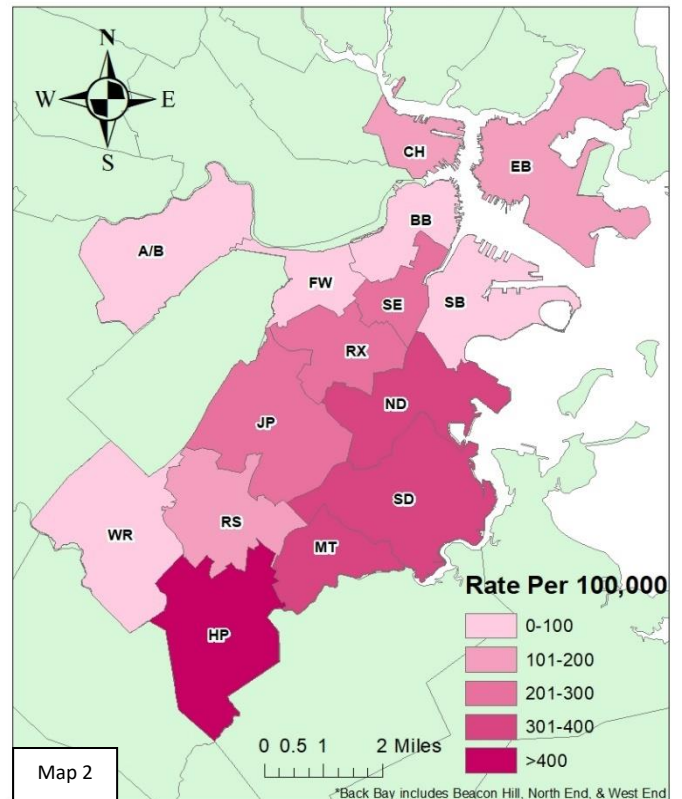 N
W E
S
CH
EB
BB
A/B
FW
SE
SB
RX
ND
JP
SD
WR
RS
MT
HP
Rate Per 100,000
0-100
101-200
201-300
301-400
>400
0 0.5 1 2 Miles
Map 2
*Back Bay includes Beacon Hill, North End, & West End